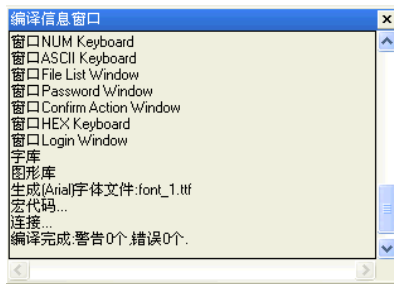 编译信息窗口
窗口NUM Keyboard
窗口ASCII Keyboard
窗口File List Window
窗口Password Window
窗口Confirm Action Window
窗口HEX Keyboard
窗口Login Window
字库
图形库
生成(Arial)字体文件:font_1.ttf
宏代码...
连接...
编译完成:警告0个,错误0个.